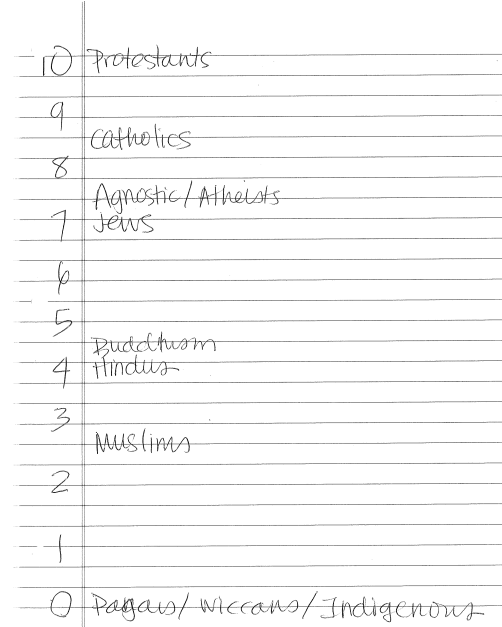 10 Protestants
9
Catholics
8
Agnostic/Atheists
7 Jews
6
5
Buddhism
4 Hindus
3
Muslims
2
1
0 Pagans/Wiccans/Indigenous